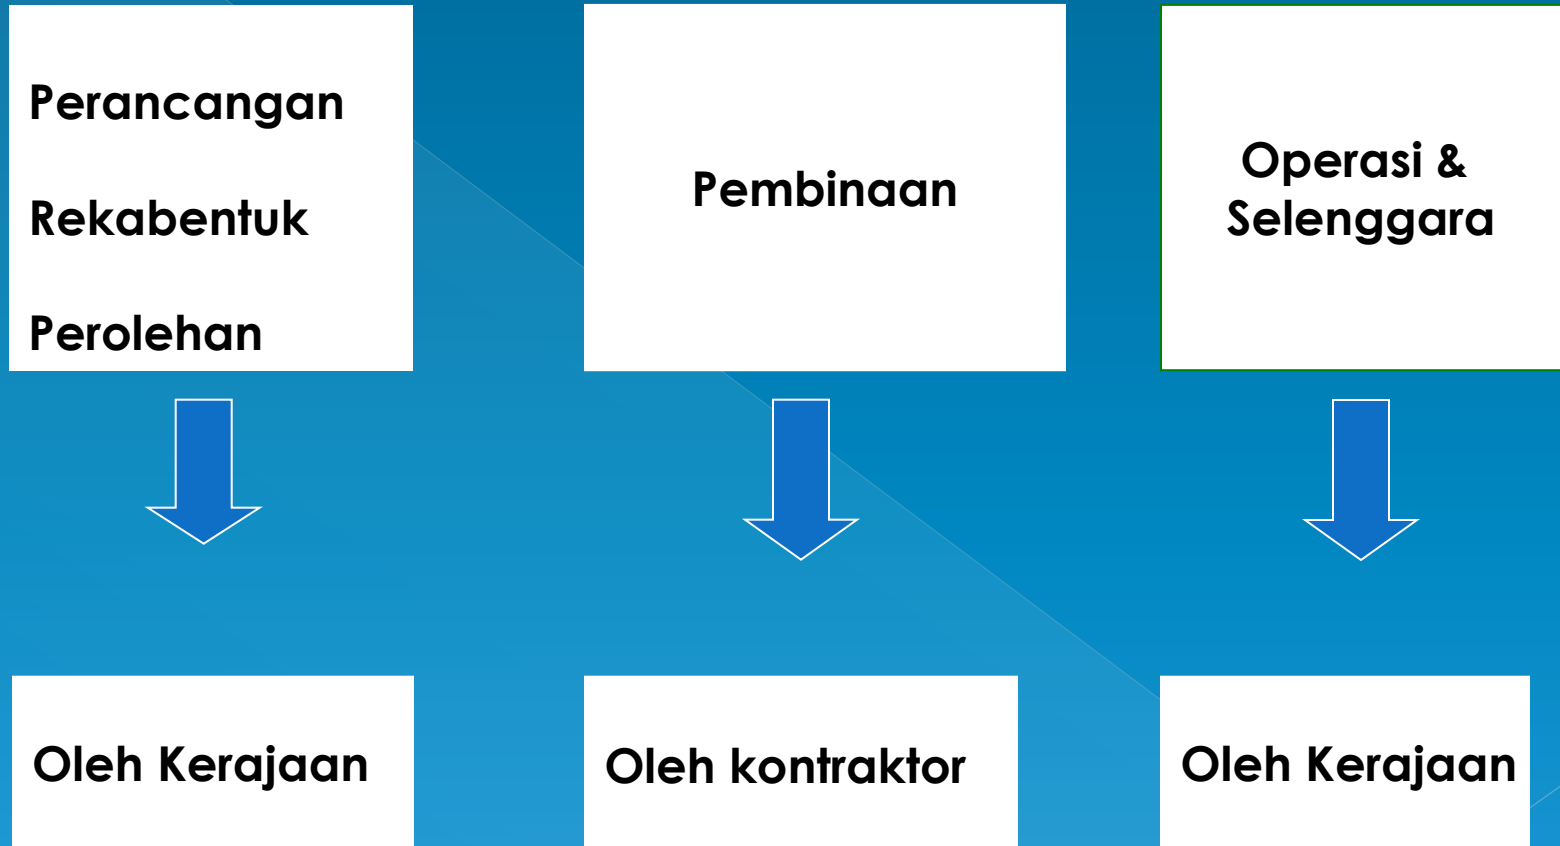 Perancangan
Rekabentuk
Perolehan
Pembinaan
Operasi &
Selenggara
Oleh Kerajaan
Oleh kontraktor
Oleh Kerajaan